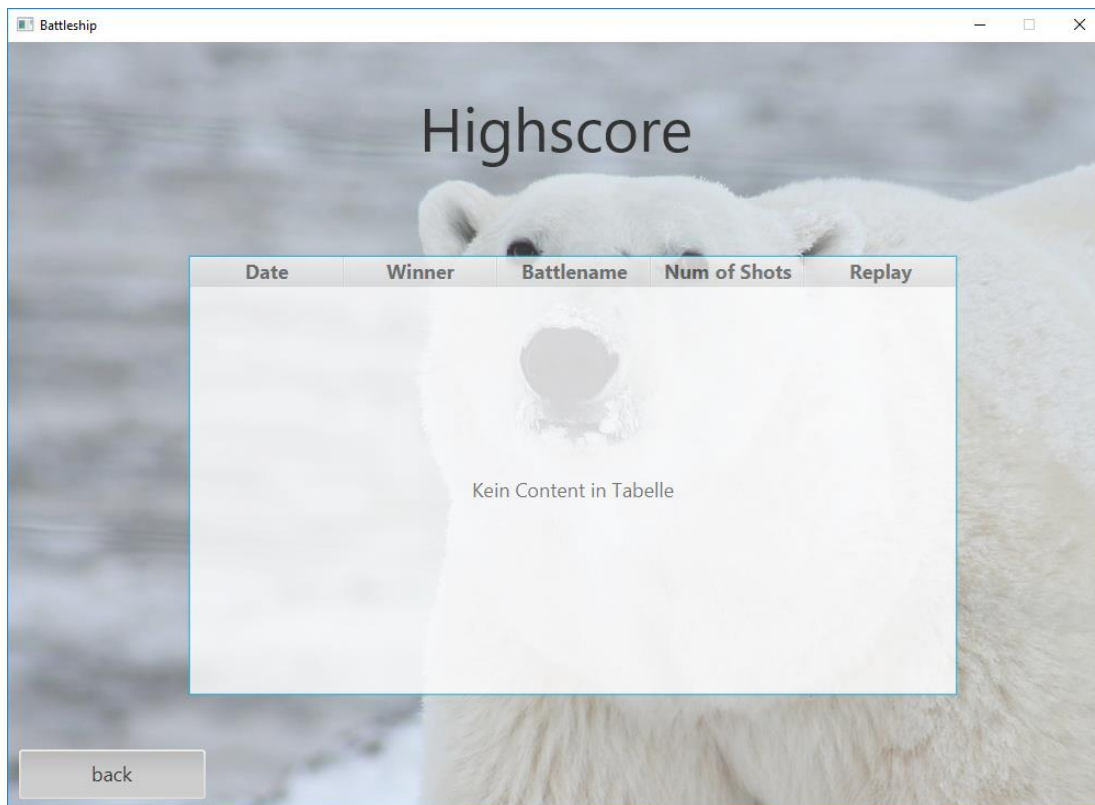 Battleship
Highscore
Date Winner Battlename Num of Shots Replay
Kein Content in Tabelle
back